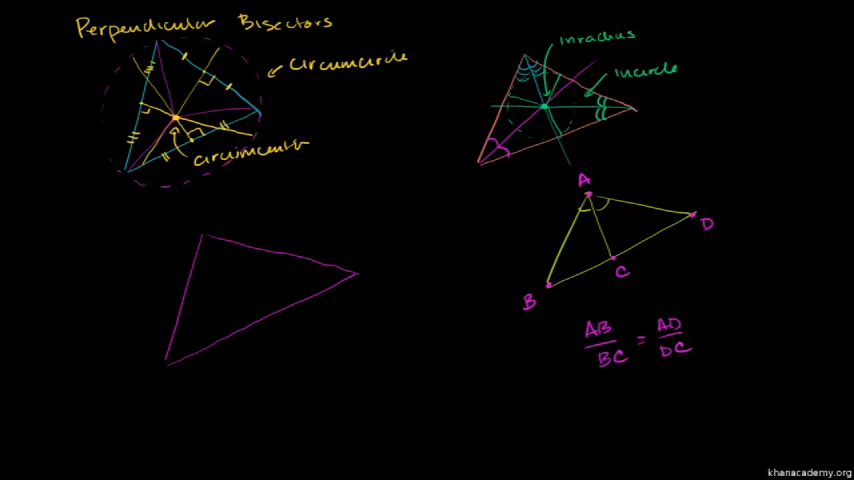 Perpendicular Bisectors
Circumcircle
circumcenter
inradius
Incircle
A
D
C
B
AB/BC = AD/DC
khanacademy.org